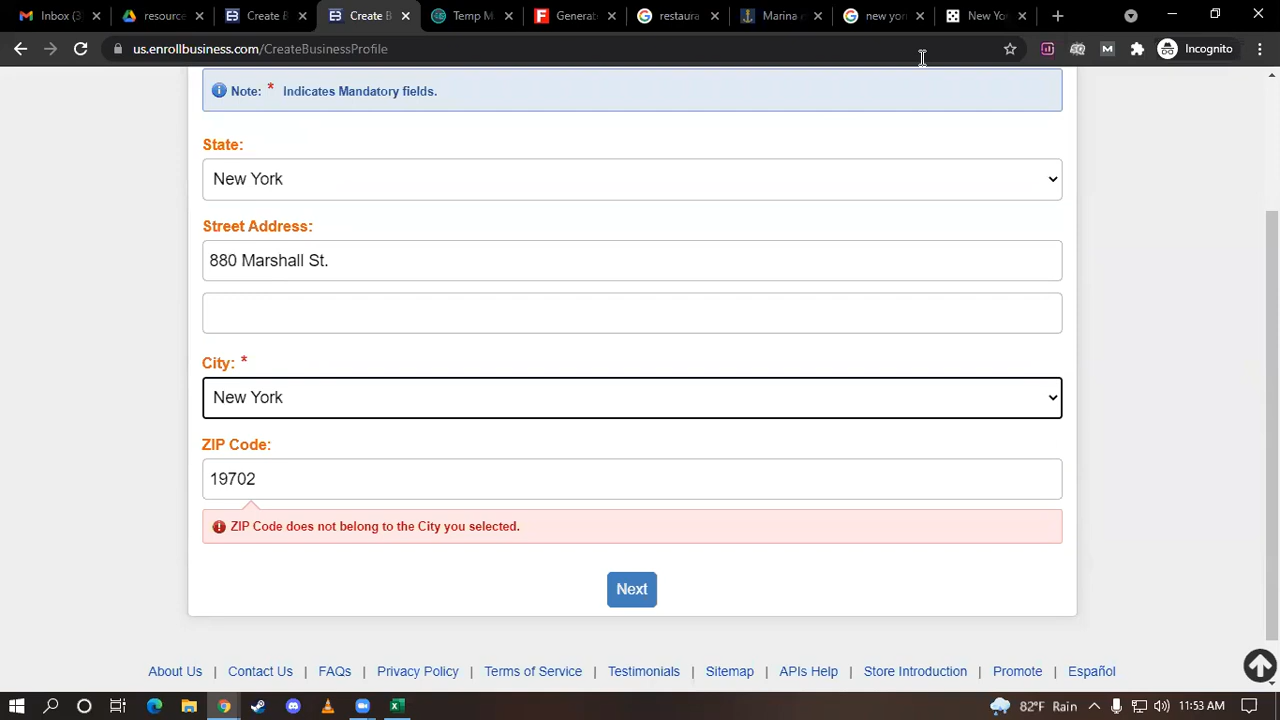 Inbox (3
resource
Create B
Create B
Temp M
Generate
restaura
Marina
new yor
New Yo
us.enrollbusiness.com/CreateBusinessProfile
Incognito
Note: * Indicates Mandatory fields.
State:
New York
Street Address:
880 Marshall St.
City: *
New York
ZIP Code:
19702
ZIP Code does not belong to the City you selected.
Next
About Us | Contact Us | FAQs | Privacy Policy | Terms of Service | Testimonials | Sitemap | APIs Help | Store Introduction | Promote | Español
82°F Rain
11:53 AM